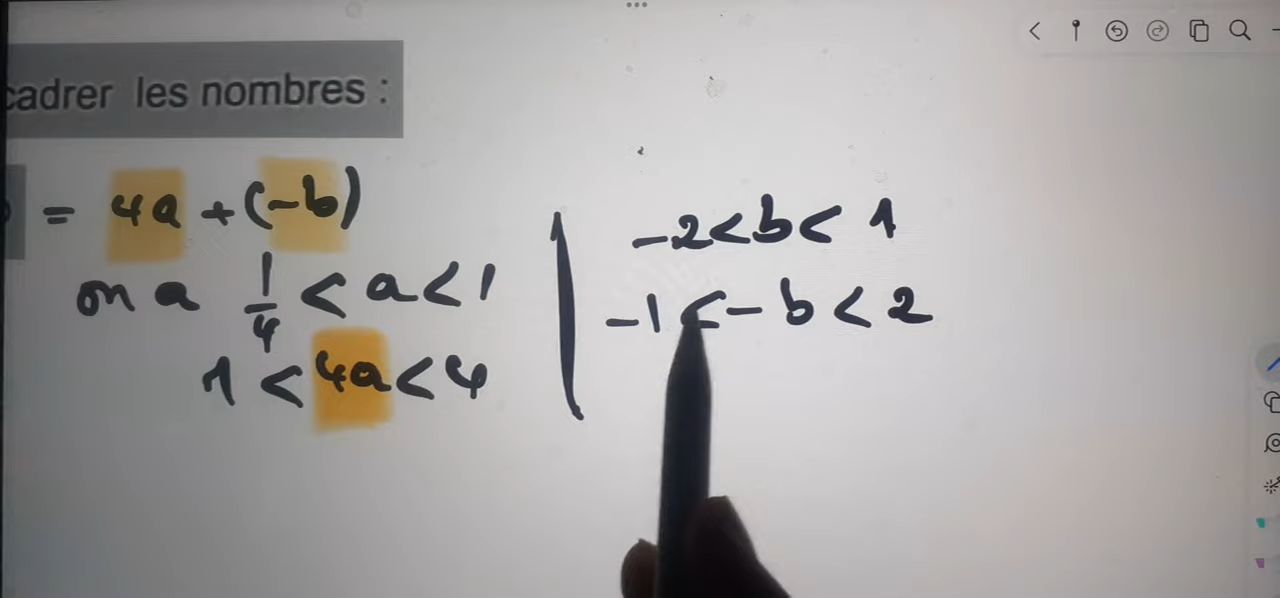 cadrer les nombres :
= 4a + (-b)
on a 1/4 < a < 1
1 < 4a < 4
-2 < b < 1
-1 < - b < 2